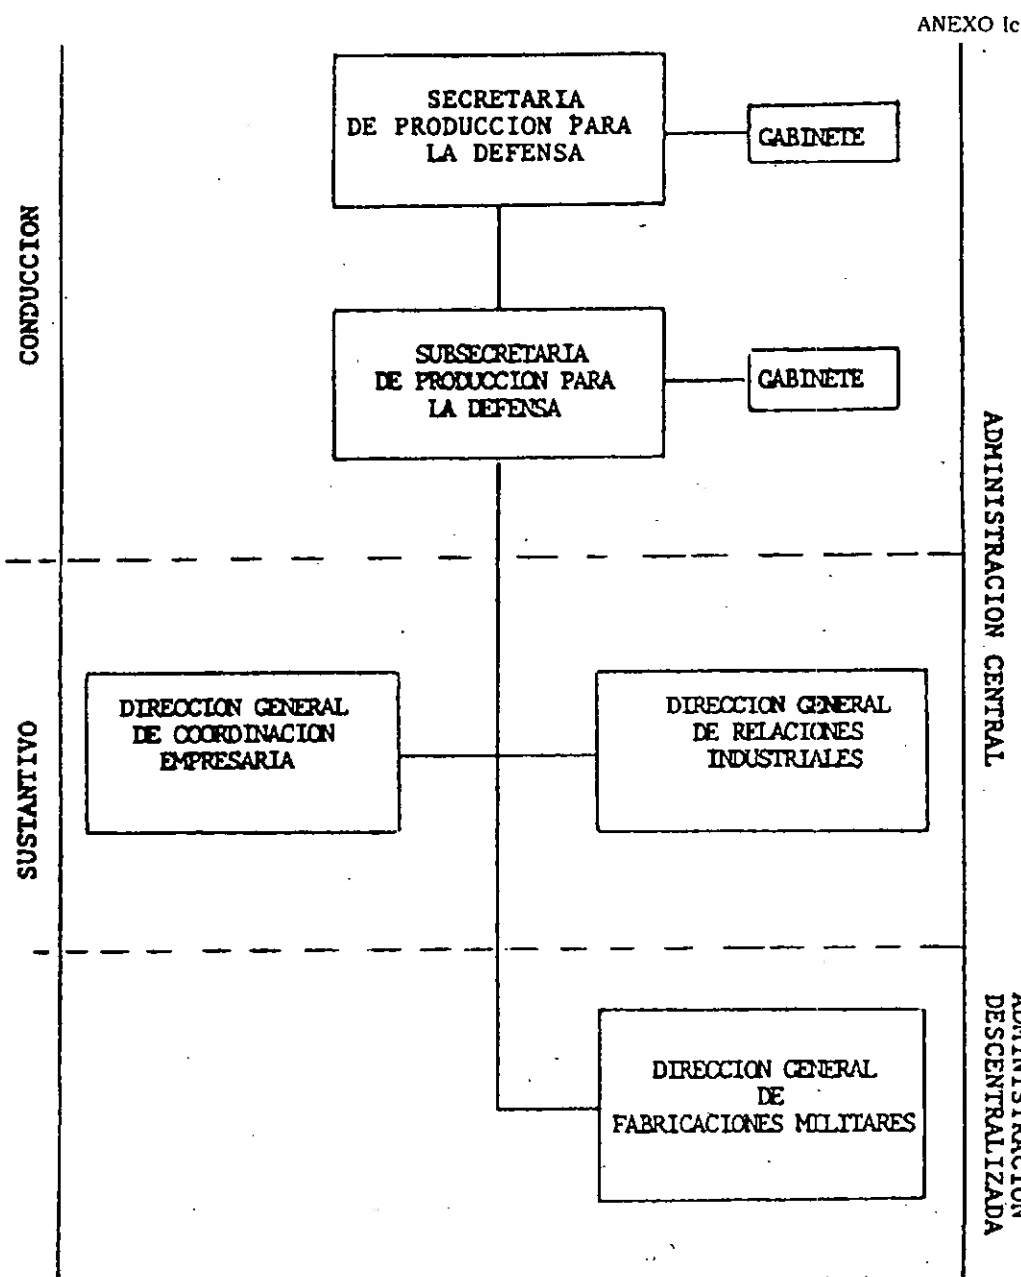 ANEXO Ic
SECRETARIA
DE PRODUCCION PARA
LA DEFENSA
GABINETE
CONDUCCION
SUBSECRETARIA
DE PRODUCCION PARA
LA DEFENSA
GABINETE
ADMINISTRACION CENTRAL
SUSTANTIVO
DIRECCION GENERAL
DE COORDINACION
EMPRESARIA
DIRECCION GENERAL
DE RELACIONES
INDUSTRIALES
DIRECCION GENERAL
DE
FABRICACIONES MILITARES
ADMINISTRACION
DESCENTRALIZADA